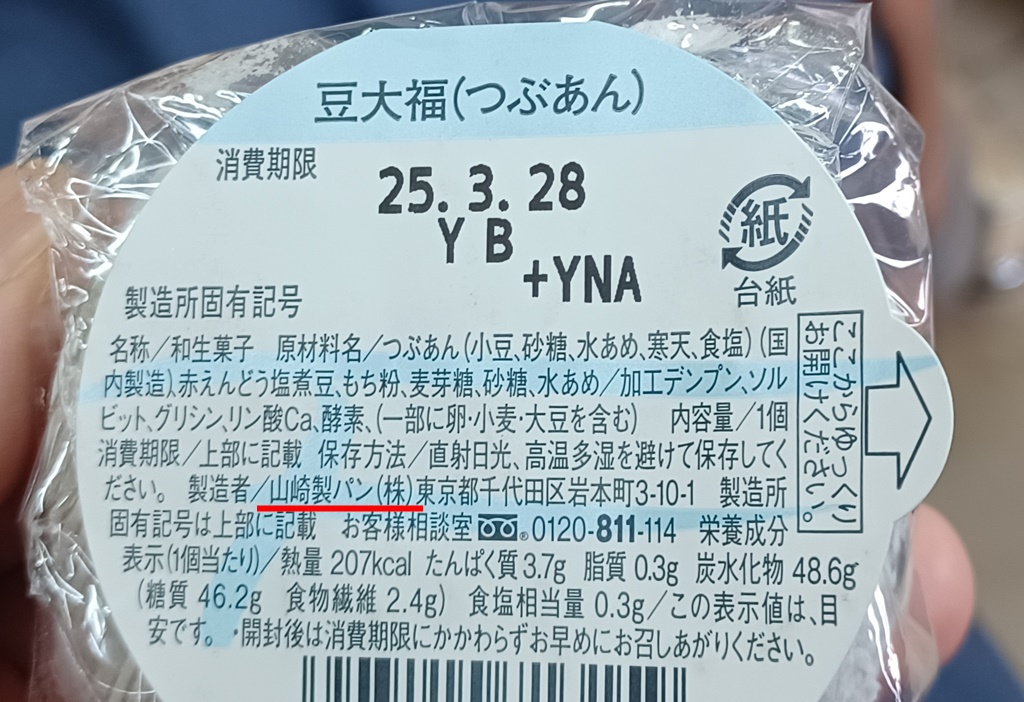 豆大福(つぶあん)
消費期限
25.3.28
YB
+YNA
紙
台紙
製造所固有記号
名称/和生菓子 原材料名/つぶあん(小豆、砂糖、水あめ、寒天、食塩)(国
内製造)、赤えんどう塩煮豆、もち粉、麦芽糖、砂糖、水あめ/加工デンプン、ソル
ビット、グリシン、リン酸Ca、酵素、(一部に卵・小麦・大豆を含む) 内容量/1個
消費期限/上部に記載 保存方法/直射日光、高温多湿を避けて保存してく
ださい。 製造者/山崎製パン(株)東京都千代田区岩本町3-10-1 製造所
固有記号は上部に記載 お客様相談室 0120-811-114 栄養成分
表示(1個当たり)/熱量 207kcal たんぱく質 3.7g 脂質 0.3g 炭水化物 48.6g
(糖質 46.2g 食物繊維 2.4g) 食塩相当量 0.3g/この表示値は、目
安です。・開封後は消費期限にかかわらずお早めにお召しあがりください。
ここからゆっくり
お開けください。